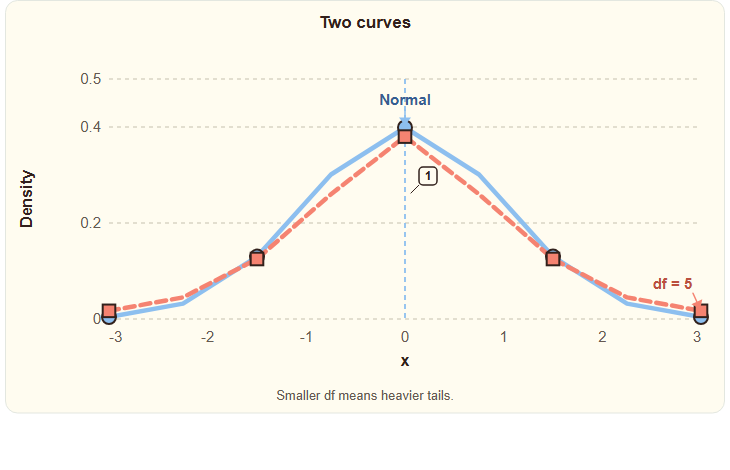 Two curves
0.5
Normal
0.4
1
Density
0.2
df = 5
0
-3 -2 -1 0 1 2 3
x
Smaller df means heavier tails.